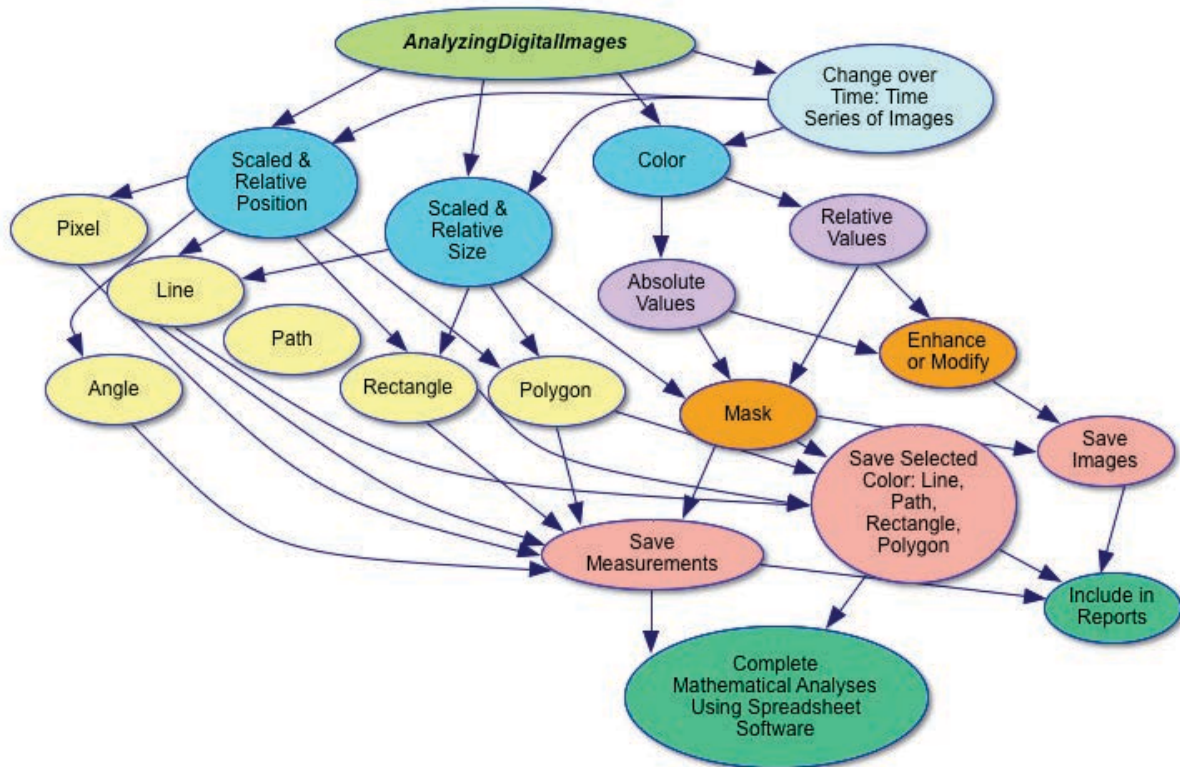 AnalyzingDigitalImages
Change over
Time: Time
Series of Images
Scaled &
Relative
Position
Color
Scaled &
Relative
Size
Pixel
Relative
Values
Line
Absolute
Values
Path
Enhance
or Modify
Angle
Rectangle
Polygon
Mask
Save
Images
Save Selected
Color: Line,
Path,
Rectangle,
Polygon
Save
Measurements
Include in
Reports
Complete
Mathematical Analyses
Using Spreadsheet
Software